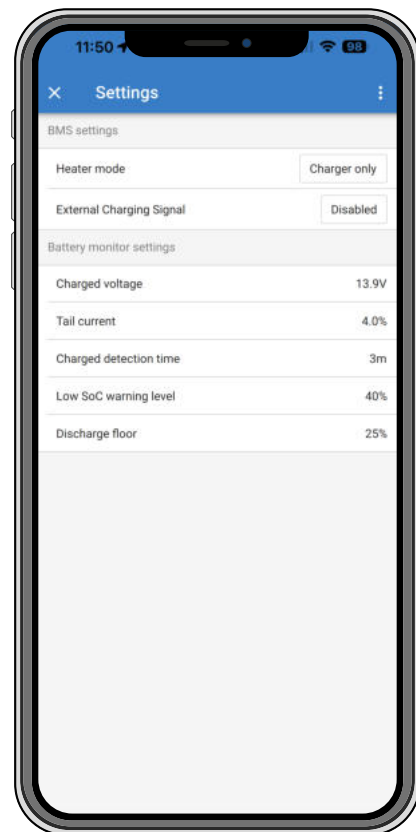 11:50
98
Settings
BMS settings
Heater mode Charger only
External Charging Signal Disabled
Battery monitor settings
Charged voltage 13.9V
Tail current 4.0%
Charged detection time 3m
Low SoC warning level 40%
Discharge floor 25%